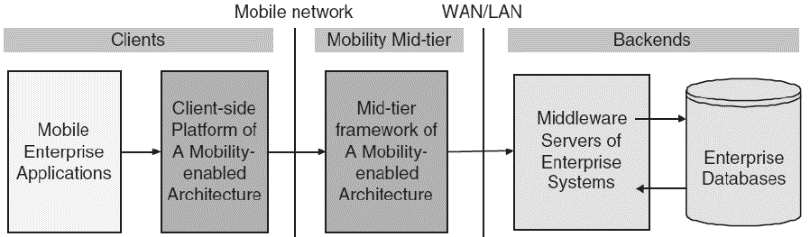 Mobile network
WAN/LAN
Clients
Mobility Mid-tier
Backends
Mobile
Enterprise
Applications
Client-side
Platform of
A Mobility-
enabled
Architecture
Mid-tier
framework of
A Mobility-
enabled
Architecture
Middleware
Servers of
Enterprise
Systems
Enterprise
Databases